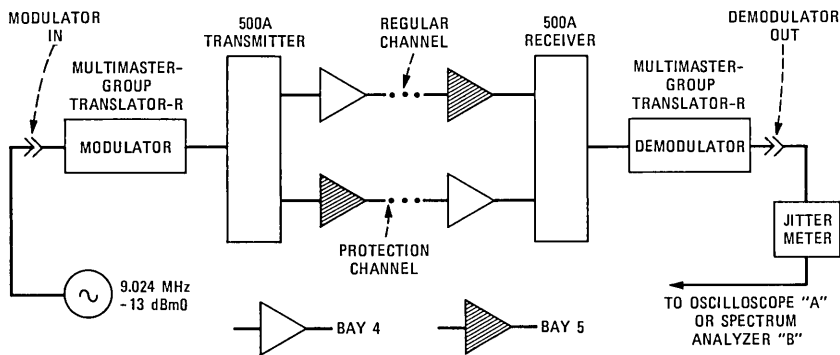 MODULATOR
IN
MULTIMASTER-
GROUP
TRANSLATOR-R
MODULATOR
500A
TRANSMITTER
REGULAR
CHANNEL
500A
RECEIVER
MULTIMASTER-
GROUP
TRANSLATOR-R
DEMODULATOR
DEMODULATOR
OUT
PROTECTION
CHANNEL
JITTER
METER
9.024 MHz
-13 dBm0
BAY 4
BAY 5
TO OSCILLOSCOPE "A"
OR SPECTRUM
ANALYZER "B"